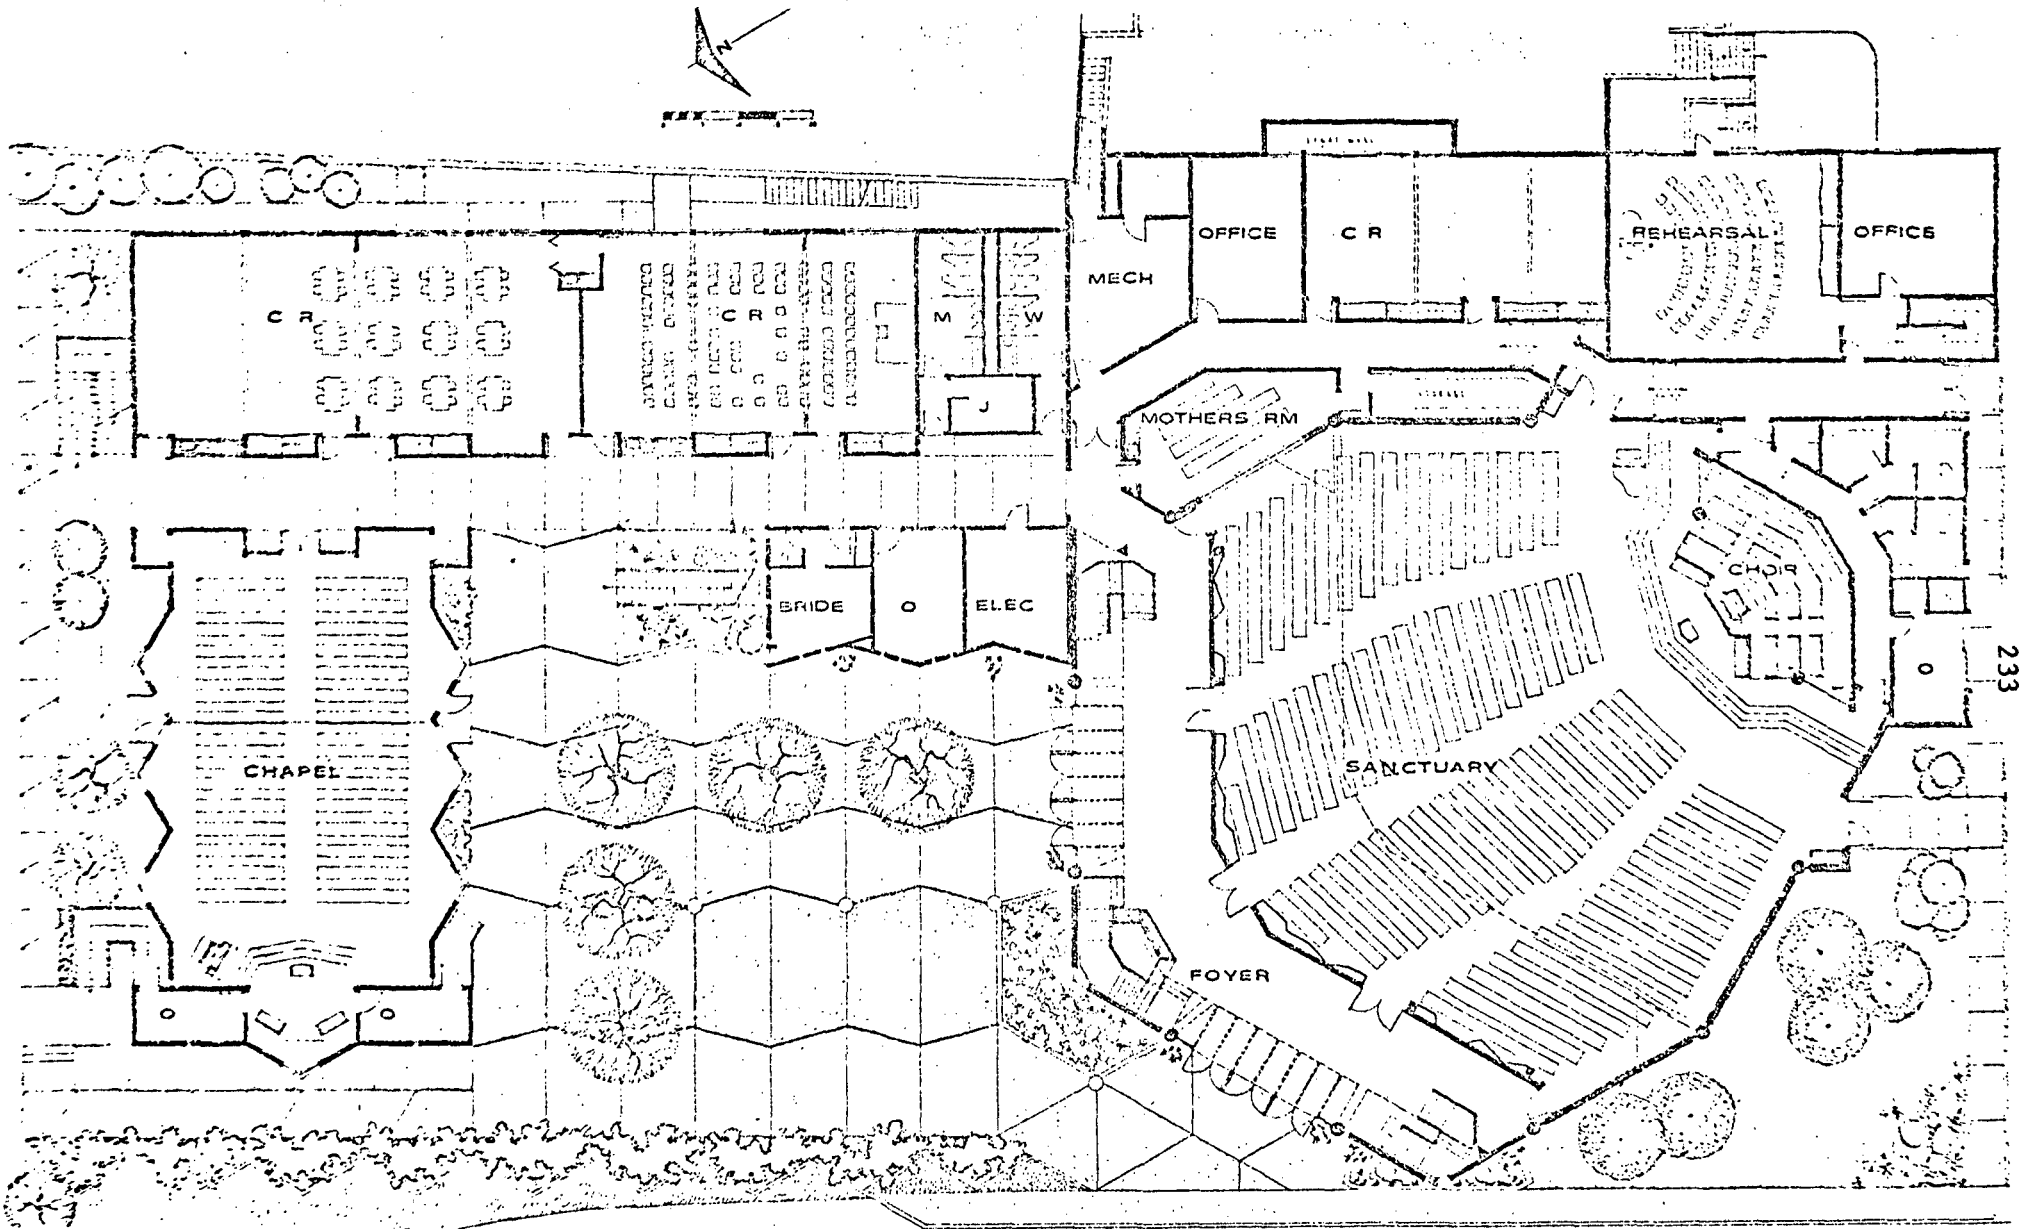 N
OFFICE
C R
REHEARSAL
OFFICE
MECH
C R
C R
M
W
J
MOTHERS RM
CHOIR
BRIDE
O
ELEC
O
233
CHAPEL
SANCTUARY
FOYER
O
O